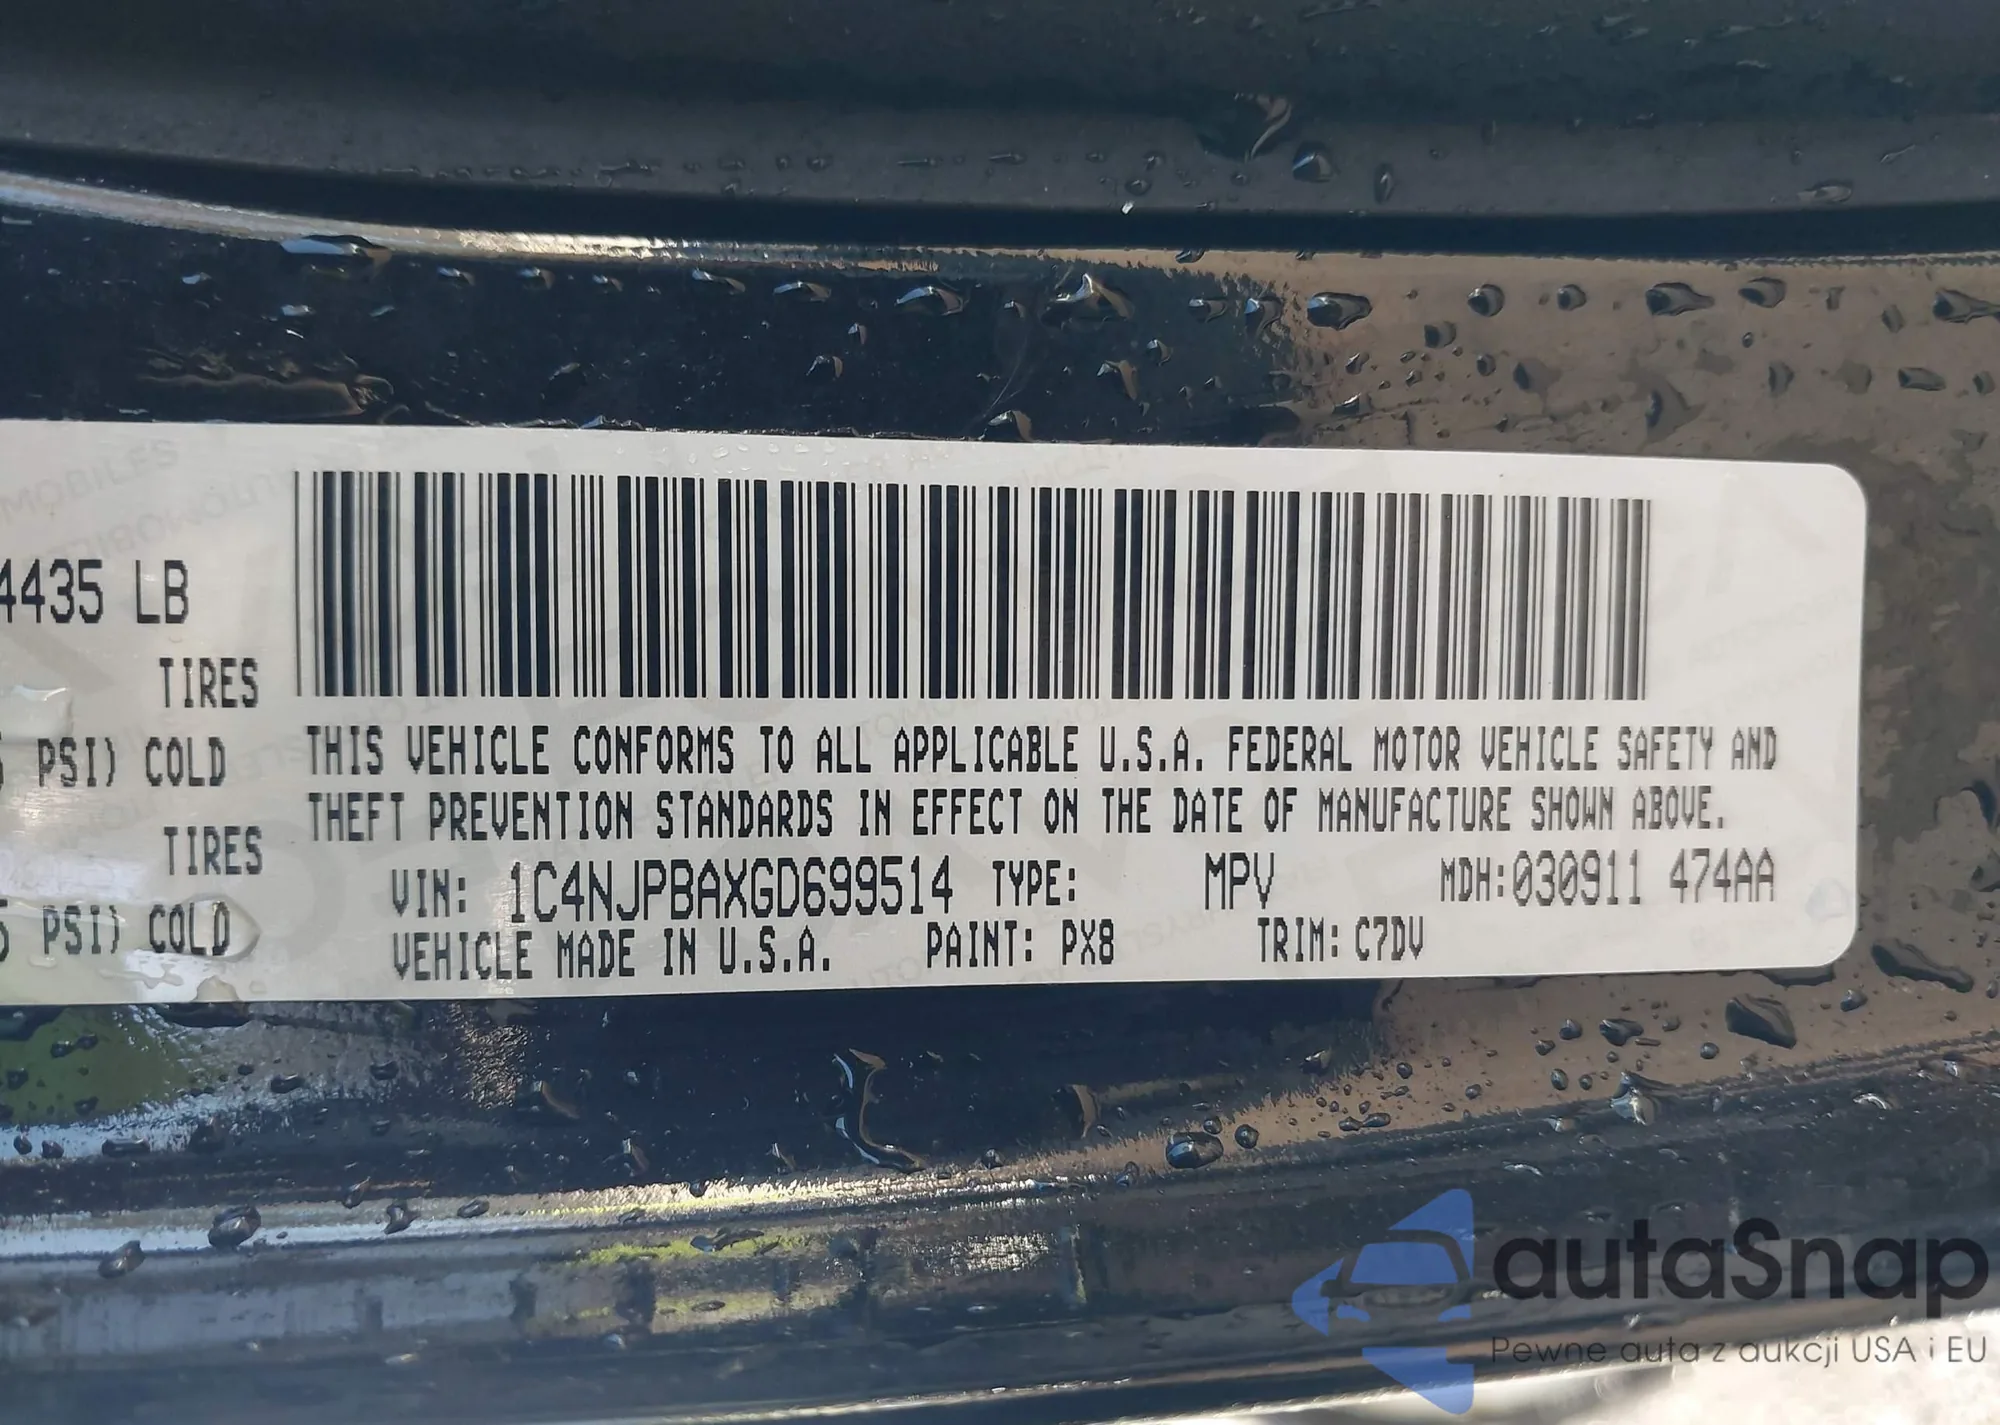 4435 LB
TIRES
PSI) COLD
THIS VEHICLE CONFORMS TO ALL APPLICABLE U.S.A. FEDERAL MOTOR VEHICLE SAFETY AND
THEFT PREVENTION STANDARDS IN EFFECT ON THE DATE OF MANUFACTURE SHOWN ABOVE.
TIRES
VIN: 1C4NJPBAXGD699514 TYPE: MPV MDH:030911 474AA
PSI) COLD
VEHICLE MADE IN U.S.A. PAINT: PX8 TRIM: C7DV
autaSnap
Pewne auta z aukcji USA i EU